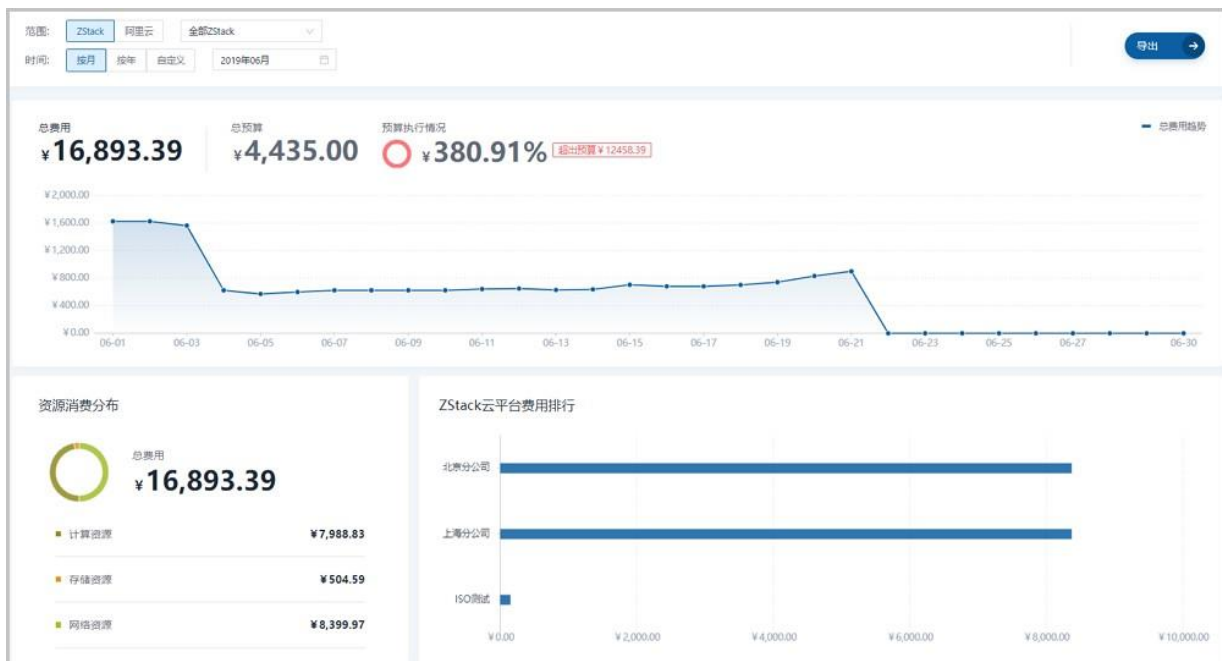 范围: ZStack 阿里云 全部ZStack
时间: 按月 按年 自定义 2019年06月
导出
总费用 总预算 预算执行情况
¥16,893.39 ¥4,435.00 ¥380.91% 超出预算¥12458.39
总费用趋势
¥2,000.00
¥1,600.00
¥1,200.00
¥800.00
¥400.00
¥0.00
06-01 06-03 06-05 06-07 06-09 06-11 06-13 06-15 06-17 06-19 06-21 06-23 06-25 06-27 06-30
资源消费分布
总费用
¥16,893.39
计算资源 ¥7,988.83
存储资源 ¥504.59
网络资源 ¥8,399.97
ZStack云平台费用排行
北京分公司
上海分公司
ISO测试
¥0.00 ¥2,000.00 ¥4,000.00 ¥6,000.00 ¥8,000.00 ¥10,000.00